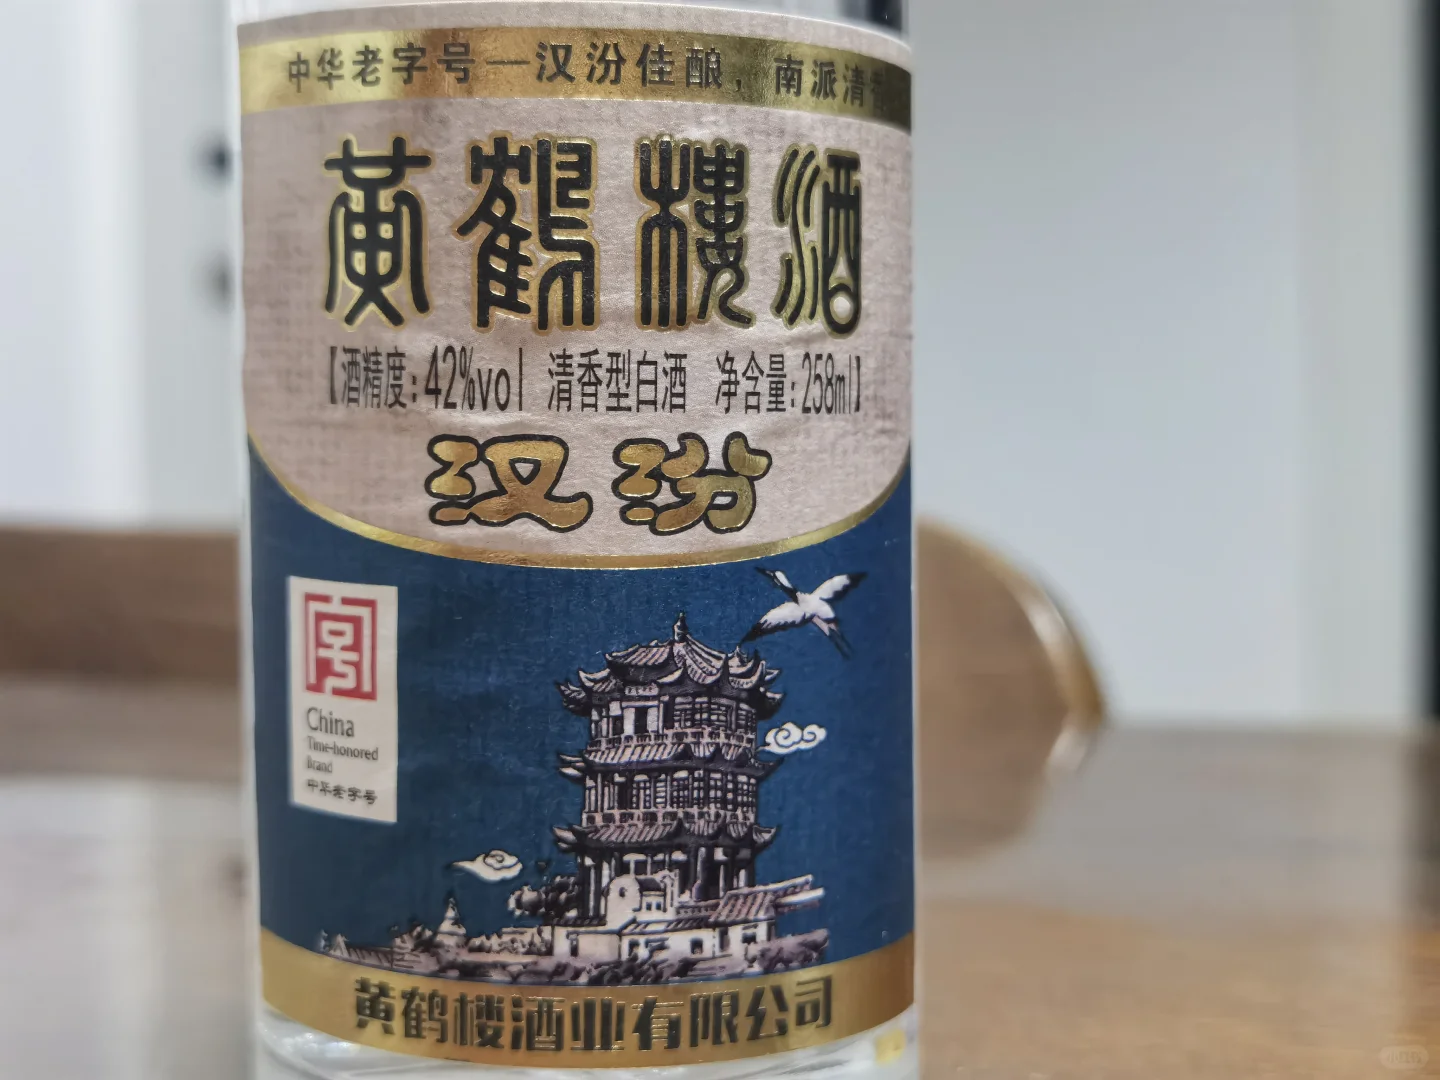 中华老字号—汉汾佳酿，南派清香
黄鹤楼酒
【酒精度:42%vol 清香型白酒 净含量:258ml】
汉汾
号
China
Time-honored
Brand
中华老字号
黄鹤楼酒业有限公司